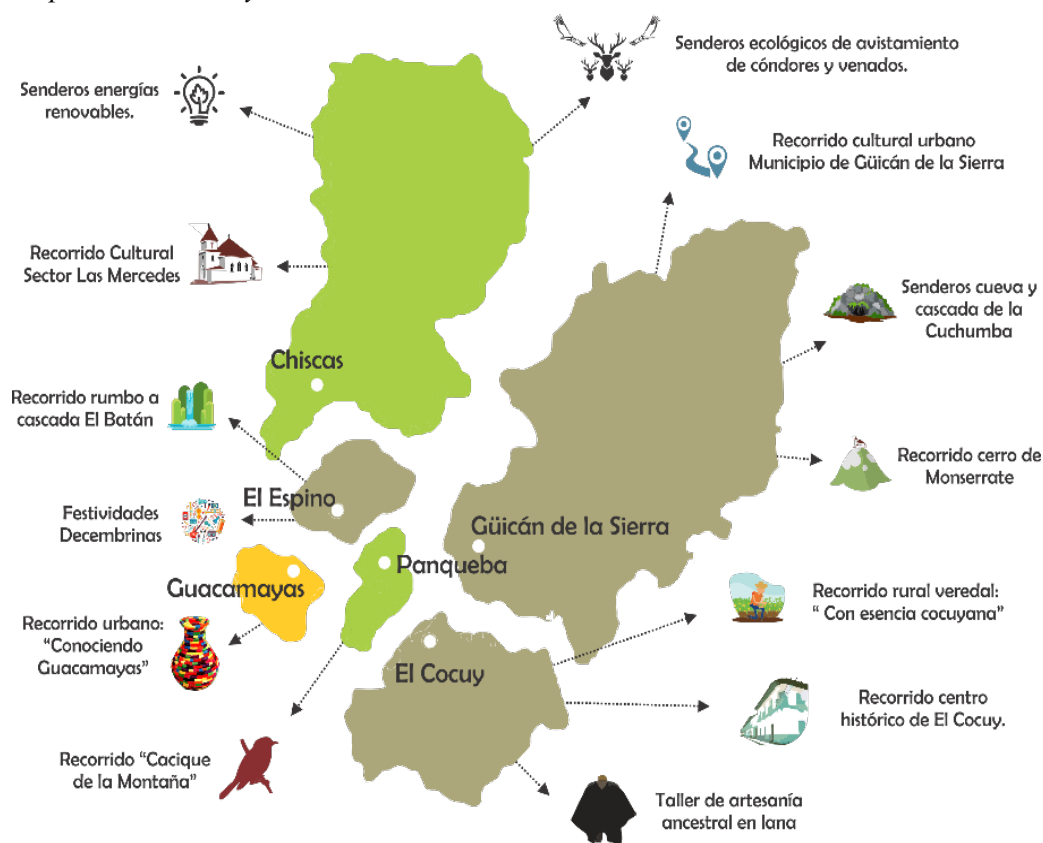 Senderos ecológicos de avistamiento
de cóndores y venados.
Senderos energías
renovables.
Recorrido cultural urbano
Municipio de Güicán de la Sierra
Recorrido Cultural
Sector Las Mercedes
Senderos cueva y
cascada de la
Cuchumba
Chiscas
Recorrido rumbo a
cascada El Batán
Recorrido cerro de
Monserrate
El Espino
Festividades
Decembrinas
Güicán de la Sierra
Panqueba
Guacamayas
Recorrido rural veredal:
“ Con esencia cocuyana”
Recorrido urbano:
“Conociendo
Guacamayas”
El Cocuy
Recorrido centro
histórico de El Cocuy.
Recorrido “Cacique
de la Montaña”
Taller de artesanía
ancestral en lana